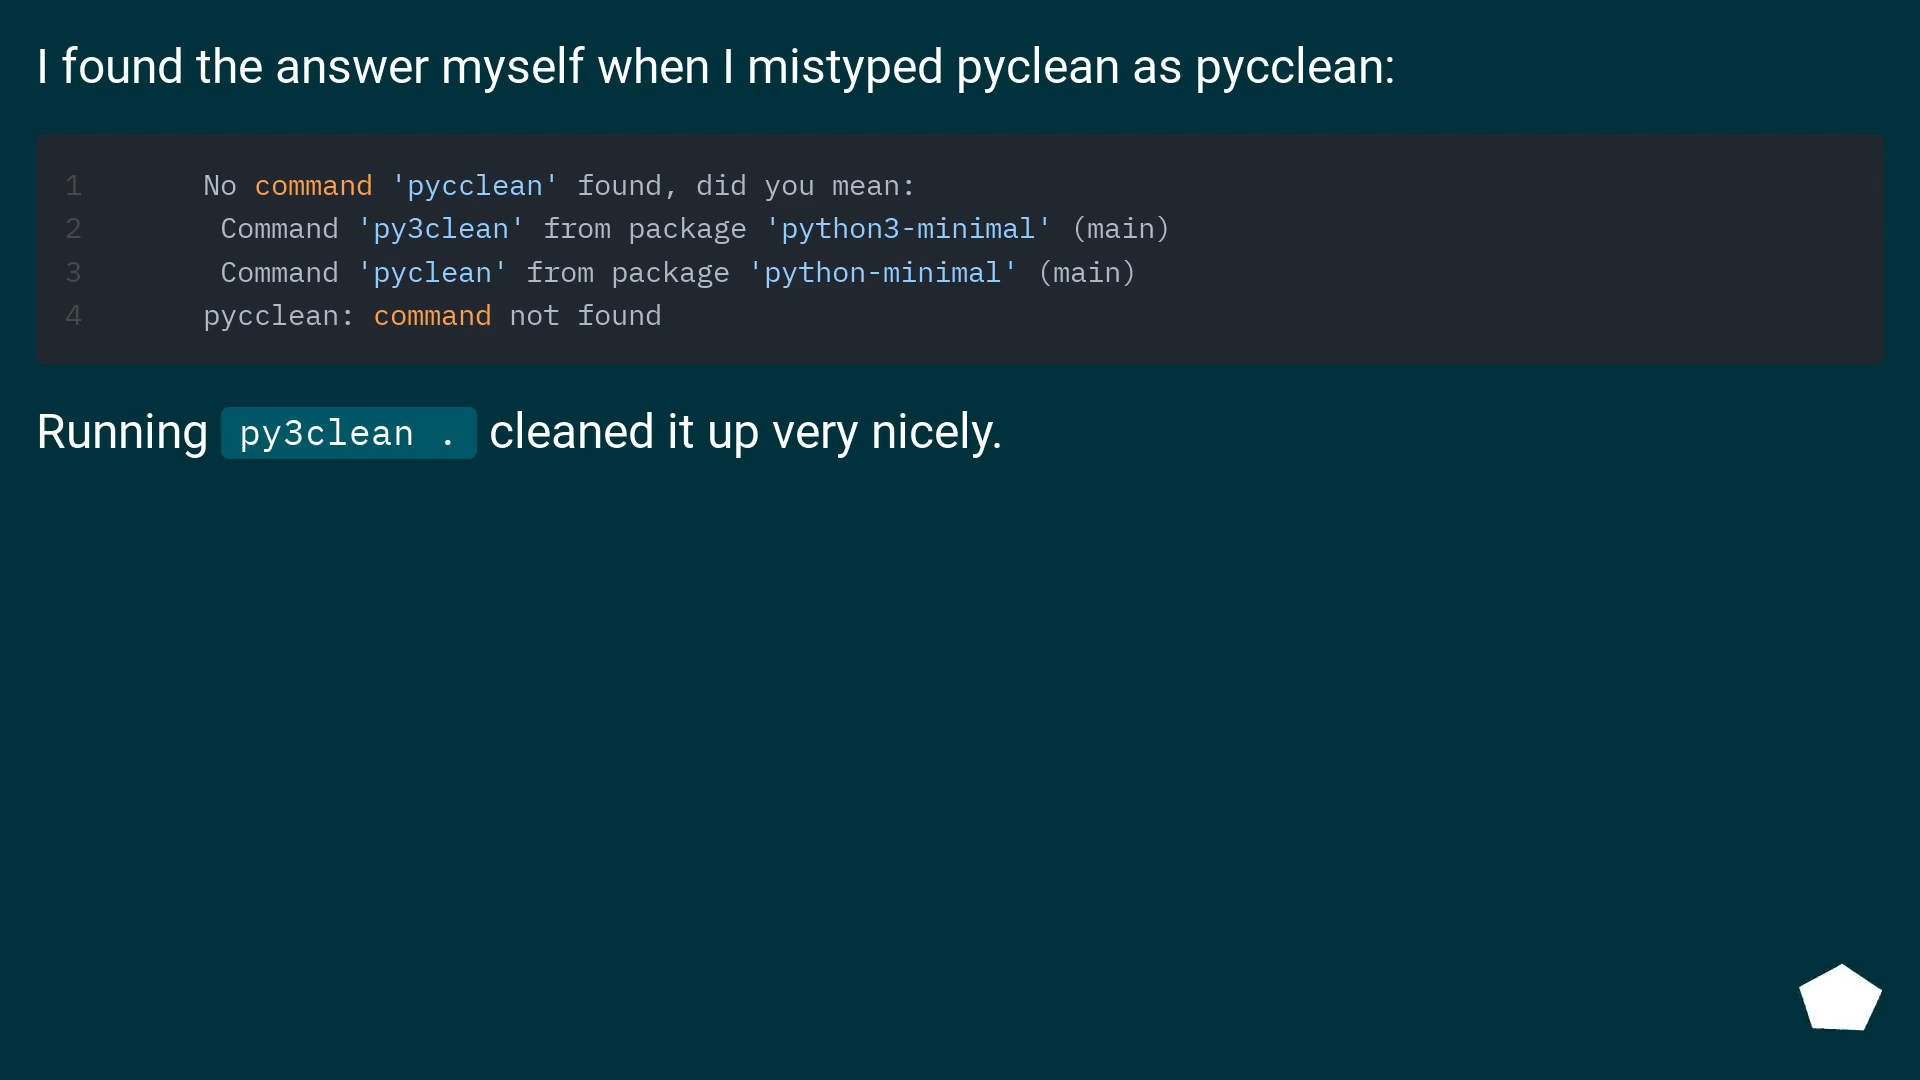 I found the answer myself when I mistyped pyclean as pycclean:
1 No command 'pycclean' found, did you mean:
2 Command 'py3clean' from package 'python3-minimal' (main)
3 Command 'pyclean' from package 'python-minimal' (main)
4 pycclean: command not found
Running py3clean . cleaned it up very nicely.